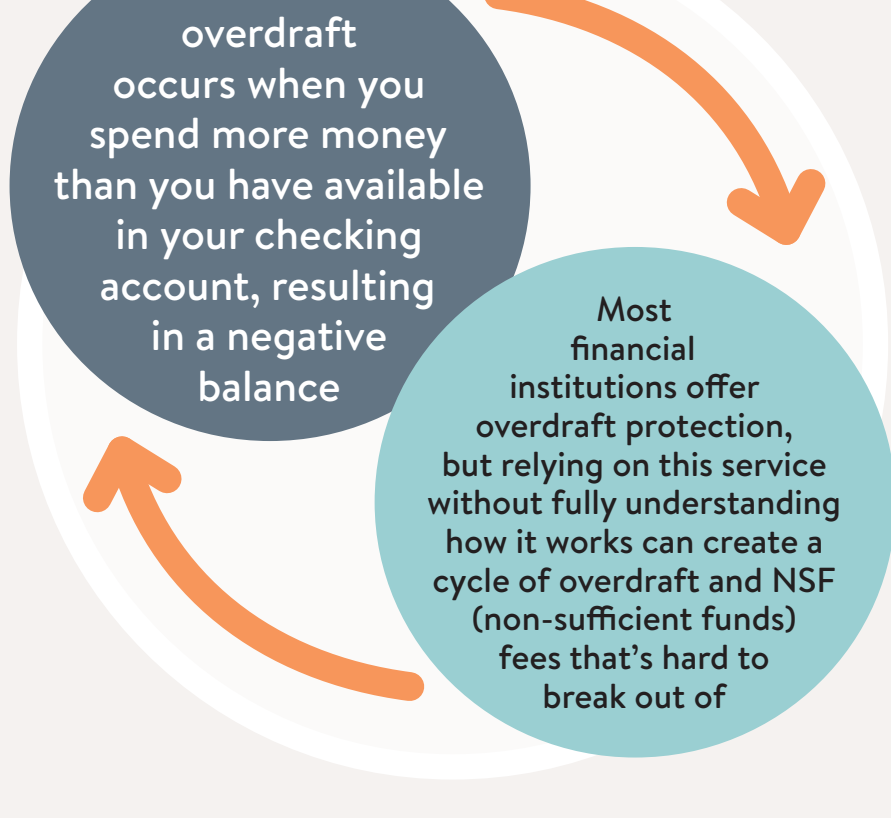 overdraft
occurs when you
spend more money
than you have available
in your checking
account, resulting
in a negative
balance
Most
financial
institutions offer
overdraft protection,
but relying on this service
without fully understanding
how it works can create a
cycle of overdraft and NSF
(non-sufficient funds)
fees that’s hard to
break out of